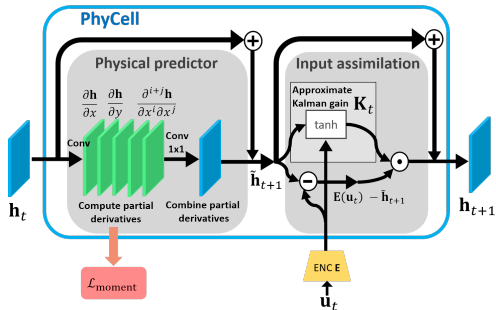 PhyCell
Physical predictor
Input assimilation
∂h/∂x ∂h/∂y ∂^{i+j}h/∂x^i∂x^j
Approximate
Kalman gain K_t
tanh
Conv
Conv
1x1
h_t
h̃_{t+1}
E(u_t) − h̃_{t+1}
h_{t+1}
Compute partial
derivatives
Combine partial
derivatives
L_moment
ENC E
u_t